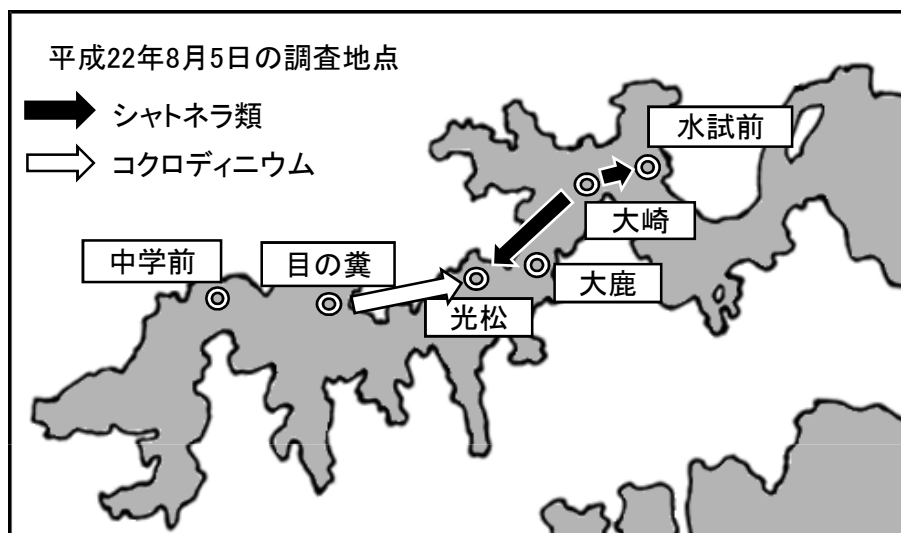 平成22年8月5日の調査地点
シャトネラ類
コクロディニウム
水試前
大崎
中学前
目の糞
大鹿
光松